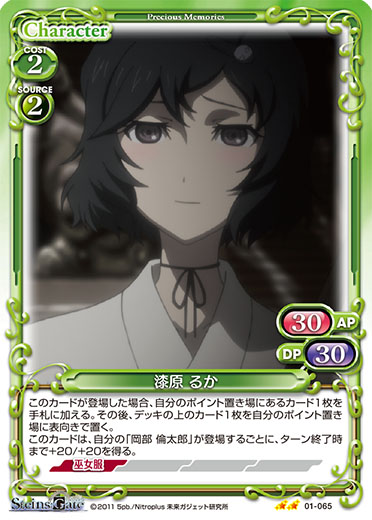 Precious Memories
Character
COST
2
SOURCE
2
30 AP
DP 30
漆原 るか
このカードが登場した場合、自分のポイント置き場にあるカード1枚を
手札に加える。その後、デッキの上のカード1枚を自分のポイント置き
場に表向きで置く。
このカードは、自分の「岡部 倫太郎」が登場するごとに、ターン終了時
まで+20/+20を得る。
巫女服
Steins;Gate
©2011 5pb./Nitroplus 未来ガジェット研究所
01-065